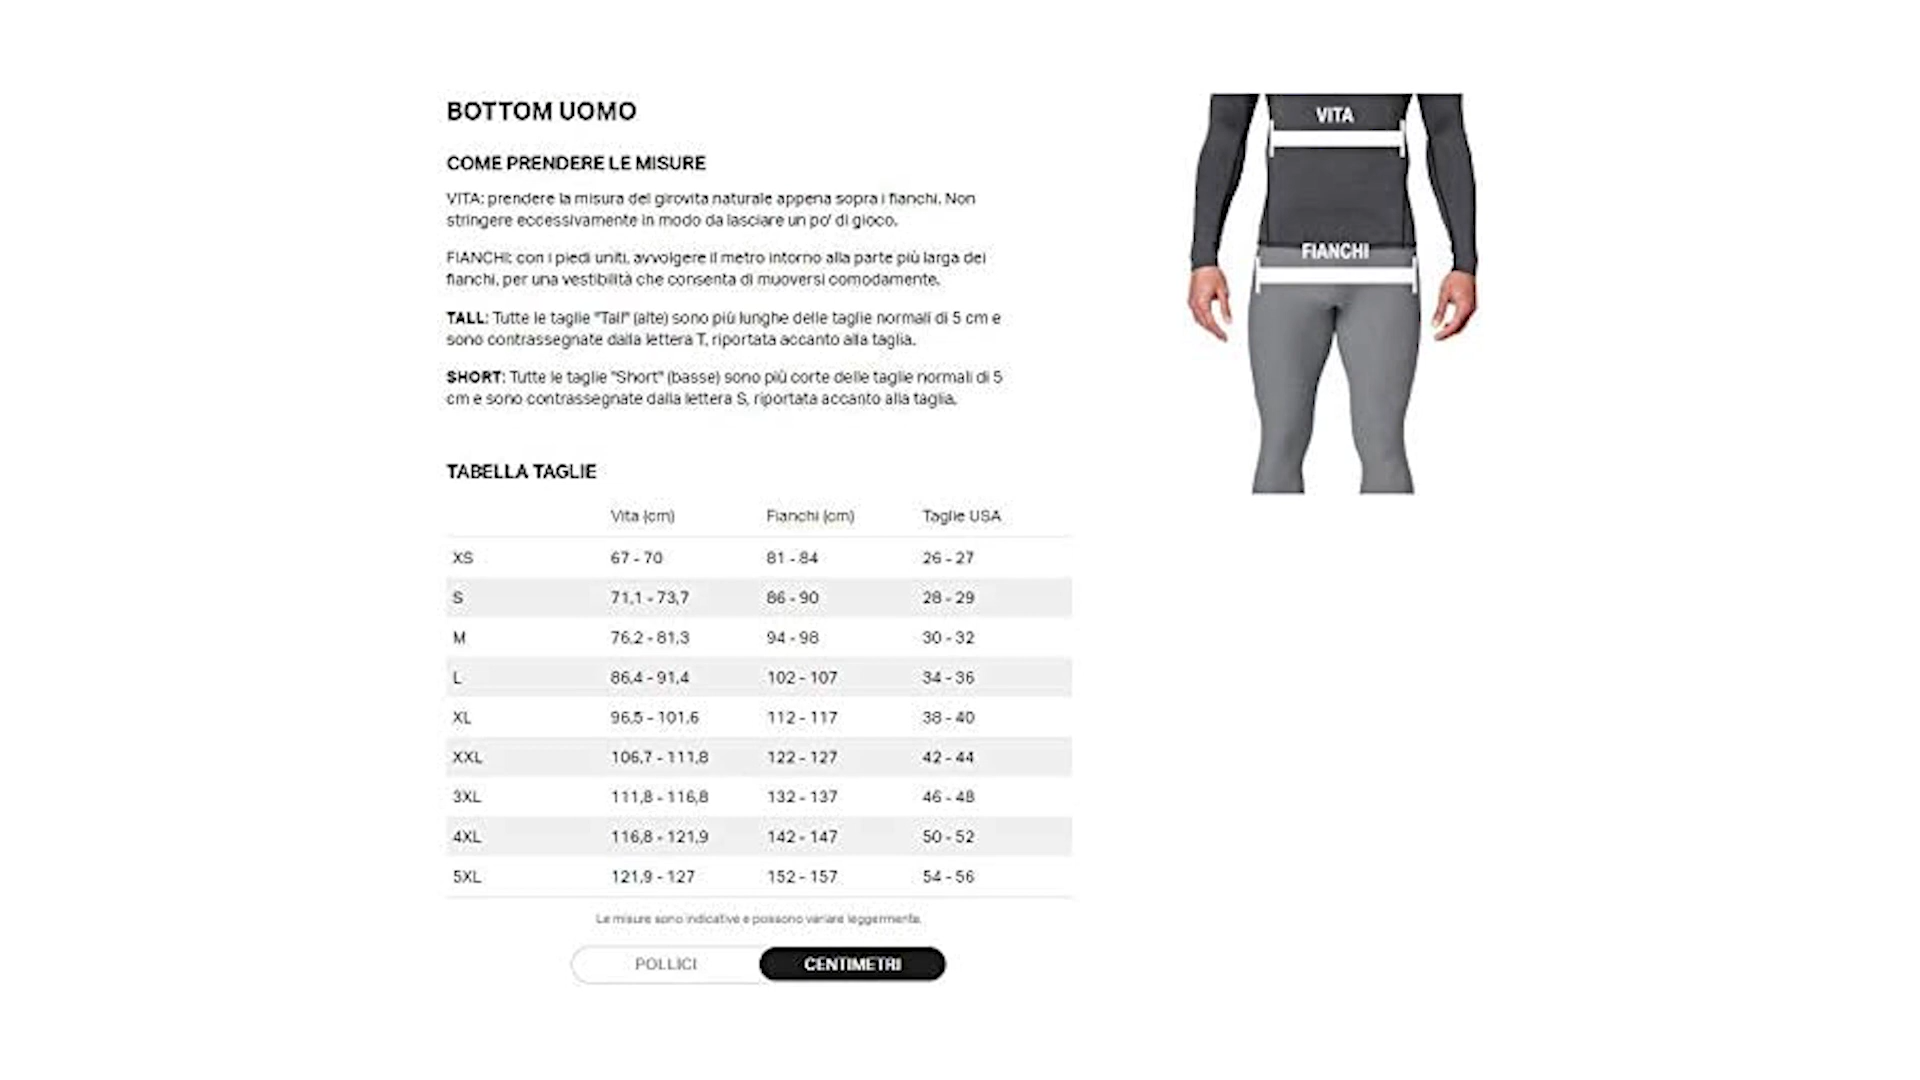 BOTTOM UOMO
COME PRENDERE LE MISURE
VITA: prendere la misura del girovita naturale appena sopra i fianchi. Non
stringere eccessivamente in modo da lasciare un po' di gioco.
FIANCHI: con i piedi uniti, avvolgere il metro intorno alla parte più larga dei
fianchi, per una vestibilità che consenta di muoversi comodamente.
TALL: Tutte le taglie "Tall" (alte) sono più lunghe delle taglie normali di 5 cm e
sono contrassegnate dalla lettera T, riportata accanto alla taglia.
SHORT: Tutte le taglie "Short" (basse) sono più corte delle taglie normali di 5
cm e sono contrassegnate dalla lettera S, riportata accanto alla taglia.
VITA
FIANCHI
TABELLA TAGLIE
Vita (cm) Fianchi (cm) Taglie USA
XS 67 - 70 81 - 84 26 - 27
S 71,1 - 73,7 86 - 90 28 - 29
M 76,2 - 81,3 94 - 98 30 - 32
L 86,4 - 91,4 102 - 107 34 - 36
XL 96,5 - 101,6 112 - 117 38 - 40
XXL 106,7 - 111,8 122 - 127 42 - 44
3XL 111,8 - 116,8 132 - 137 46 - 48
4XL 116,8 - 121,9 142 - 147 50 - 52
5XL 121,9 - 127 152 - 157 54 - 56
Le misure sono indicative e possono variare leggermente.
POLLICI CENTIMETRI